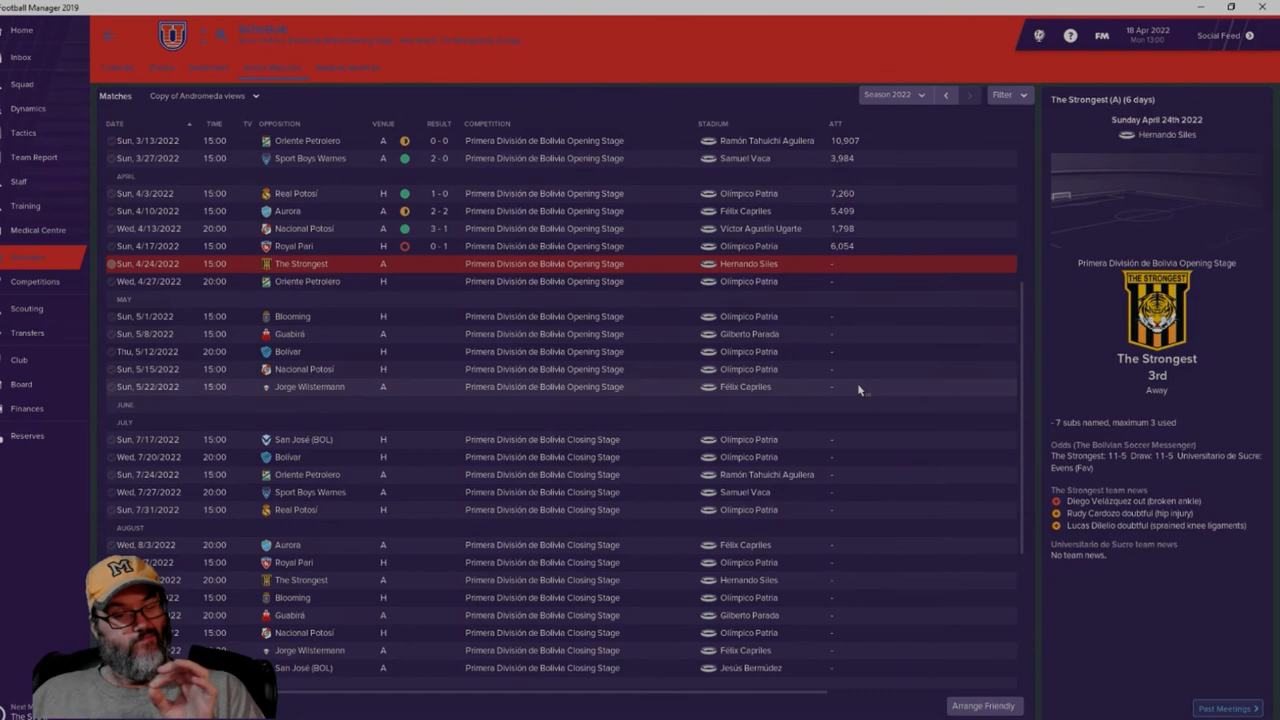 Football Manager 2019
18 Apr 2022
Mon 13:00
FM
Social Feed
Home
Inbox
Squad
Dynamics
Tactics
Team Report
Staff
Training
Medical Centre
Competitions
Scouting
Transfers
Club
Board
Finances
Reserves
Matches Copy of Andromeda views Season 2022 Filter
DATE TIME TV OPPOSITION VENUE RESULT COMPETITION STADIUM ATT
Sun, 3/13/2022 15:00 Oriente Petrolero A 0 - 0 Primera División de Bolivia Opening Stage Ramón Tahuichi Aguilera 10,907
Sun, 3/27/2022 15:00 Sport Boys Warnes A 2 - 0 Primera División de Bolivia Opening Stage Samuel Vaca 3,984
APRIL
Sun, 4/3/2022 15:00 Real Potosí H 1 - 0 Primera División de Bolivia Opening Stage Olímpico Patria 7,260
Sun, 4/10/2022 15:00 Aurora A 2 - 2 Primera División de Bolivia Opening Stage Félix Capriles 5,499
Wed, 4/13/2022 20:00 Nacional Potosí A 3 - 1 Primera División de Bolivia Opening Stage Víctor Agustín Ugarte 1,798
Sun, 4/17/2022 15:00 Royal Pari H 0 - 1 Primera División de Bolivia Opening Stage Olímpico Patria 6,054
Sun, 4/24/2022 15:00 The Strongest A Primera División de Bolivia Opening Stage Hernando Siles -
Wed, 4/27/2022 20:00 Oriente Petrolero H Primera División de Bolivia Opening Stage Olímpico Patria -
MAY
Sun, 5/1/2022 15:00 Blooming H Primera División de Bolivia Opening Stage Olímpico Patria -
Sun, 5/8/2022 15:00 Guabirá A Primera División de Bolivia Opening Stage Gilberto Parada -
Thu, 5/12/2022 20:00 Bolívar H Primera División de Bolivia Opening Stage Olímpico Patria -
Sun, 5/15/2022 15:00 Nacional Potosí H Primera División de Bolivia Opening Stage Olímpico Patria -
Sun, 5/22/2022 15:00 Jorge Wilstermann A Primera División de Bolivia Opening Stage Félix Capriles -
JUNE
JULY
Sun, 7/17/2022 15:00 San José (BOL) H Primera División de Bolivia Closing Stage Olímpico Patria -
Wed, 7/20/2022 20:00 Bolívar H Primera División de Bolivia Closing Stage Olímpico Patria -
Sun, 7/24/2022 15:00 Oriente Petrolero A Primera División de Bolivia Closing Stage Ramón Tahuichi Aguilera -
Wed, 7/27/2022 20:00 Sport Boys Warnes A Primera División de Bolivia Closing Stage Samuel Vaca -
Sun, 7/31/2022 15:00 Real Potosí H Primera División de Bolivia Closing Stage Olímpico Patria -
AUGUST
Wed, 8/3/2022 20:00 Aurora A Primera División de Bolivia Closing Stage Félix Capriles -
/2022 15:00 Royal Pari H Primera División de Bolivia Closing Stage Olímpico Patria -
2022 20:00 The Strongest A Primera División de Bolivia Closing Stage Hernando Siles -
2022 15:00 Blooming H Primera División de Bolivia Closing Stage Olímpico Patria -
2022 20:00 Guabirá A Primera División de Bolivia Closing Stage Gilberto Parada -
2022 15:00 Nacional Potosí H Primera División de Bolivia Closing Stage Olímpico Patria -
Jorge Wilstermann A Primera División de Bolivia Closing Stage Félix Capriles -
San José (BOL) A Primera División de Bolivia Closing Stage Jesús Bermúdez -
Arrange Friendly
Next M
The S
M
The Strongest (A) (6 days)
Sunday April 24th 2022
Hernando Siles
Primera División de Bolivia Opening Stage
THE STRONGEST
The Strongest
3rd
Away
- 7 subs named, maximum 3 used
Odds (The Bolivian Soccer Messenger)
The Strongest: 11-5 Draw: 11-5 Universitario de Sucre:
Evens (Fav)
The Strongest team news
Diego Velázquez out (broken ankle)
Rudy Cardozo doubtful (hip injury)
Lucas Dilelio doubtful (sprained knee ligaments)
Universitario de Sucre team news
No team news.
Past Meetings